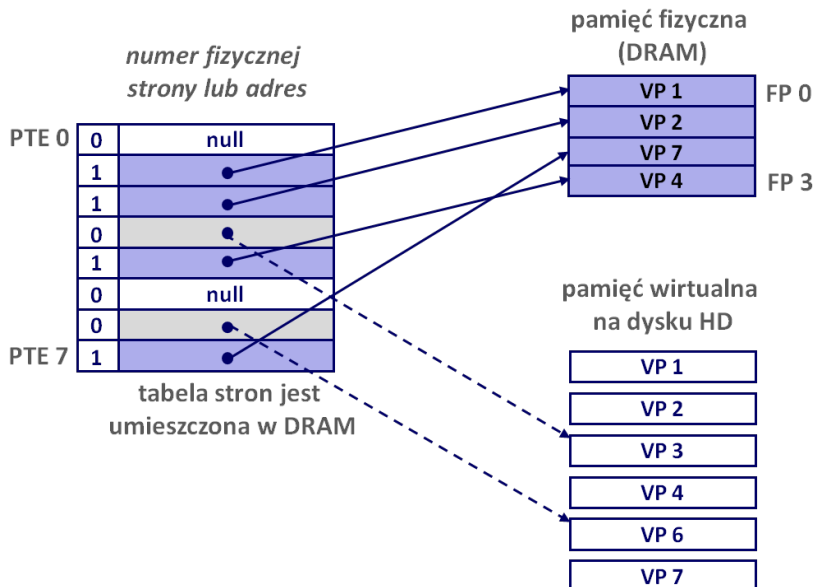 numer fizycznej
strony lub adres
PTE 0
0 null
1
1
0
1
0 null
0
PTE 7 1
tabela stron jest
umieszczona w DRAM
pamięć fizyczna
(DRAM)
VP 1 FP 0
VP 2
VP 7
VP 4 FP 3
pamięć wirtualna
na dysku HD
VP 1
VP 2
VP 3
VP 4
VP 6
VP 7